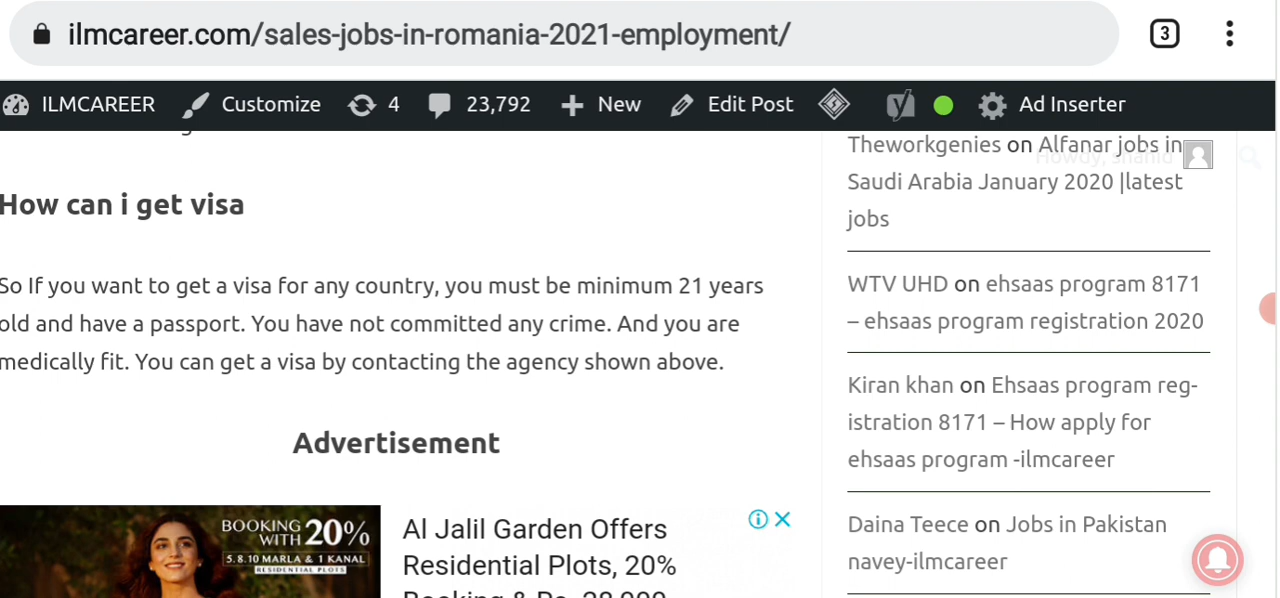 ilmcareer.com/sales-jobs-in-romania-2021-employment/
3
ILMCAREER Customize 4 23,792 New Edit Post Ad Inserter
How can i get visa
So If you want to get a visa for any country, you must be minimum 21 years
old and have a passport. You have not committed any crime. And you are
medically fit. You can get a visa by contacting the agency shown above.
Advertisement
BOOKING
WITH 20%
5.8.10 MARLA & 1 KANAL
RESIDENTIAL PLOTS
Al Jalil Garden Offers
Residential Plots, 20%
Howdy, shahid
Theworkgenies on Alfanar jobs in
Saudi Arabia January 2020 |latest
jobs
WTV UHD on ehsaas program 8171
– ehsaas program registration 2020
Kiran khan on Ehsaas program reg-
istration 8171 – How apply for
ehsaas program -ilmcareer
Daina Teece on Jobs in Pakistan
navey-ilmcareer